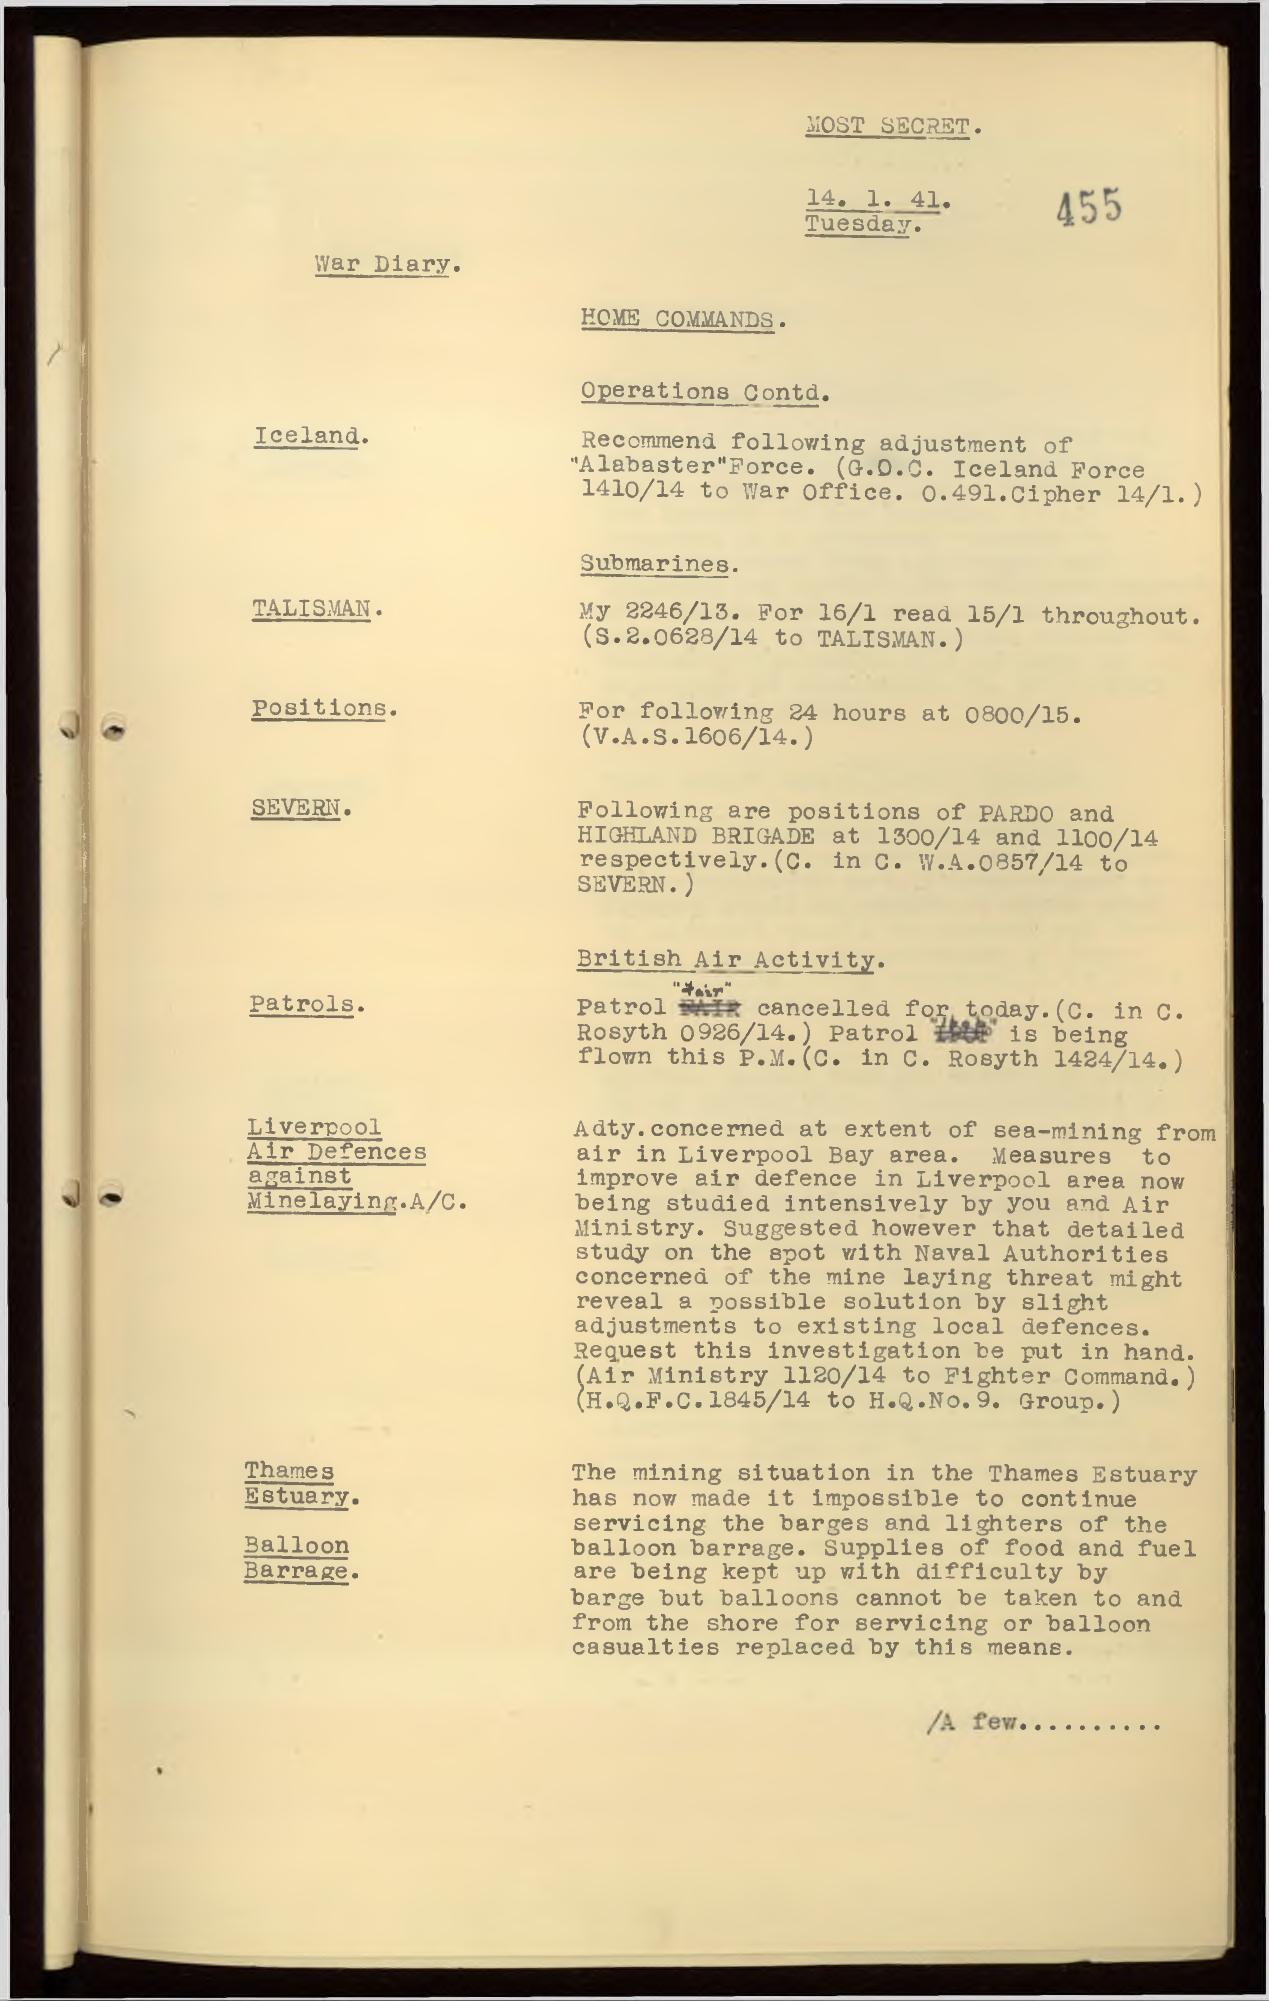 MOST SECRET.
14. 1. 41.
Tuesday.
455
War Diary.
HOME COMMANDS.
Operations Contd.
Iceland.
Recommend following adjustment of
"Alabaster"Force. (G.O.C. Iceland Force
1410/14 to War Office. 0.491.Cipher 14/1.)
Submarines.
TALISMAN.
My 2246/13. For 16/1 read 15/1 throughout.
(S.2.0628/14 to TALISMAN.)
Positions.
For following 24 hours at 0800/15.
(V.A.S.1606/14.)
SEVERN.
Following are positions of PARDO and
HIGHLAND BRIGADE at 1300/14 and 1100/14
respectively.(C. in C. W.A.0857/14 to
SEVERN.)
British Air Activity.
Patrols.
"fair"
Patrol FAIR cancelled for today.(C. in C.
Rosyth 0926/14.) Patrol is being
flown this P.M.(C. in C. Rosyth 1424/14.)
Liverpool
Air Defences
against
Minelaying.A/C.
Adty.concerned at extent of sea-mining from
air in Liverpool Bay area. Measures to
improve air defence in Liverpool area now
being studied intensively by you and Air
Ministry. Suggested however that detailed
study on the spot with Naval Authorities
concerned of the mine laying threat might
reveal a possible solution by slight
adjustments to existing local defences.
Request this investigation be put in hand.
(Air Ministry 1120/14 to Fighter Command.)
(H.Q.F.C.1845/14 to H.Q.No.9. Group.)
Thames
Estuary.
Balloon
Barrage.
The mining situation in the Thames Estuary
has now made it impossible to continue
servicing the barges and lighters of the
balloon barrage. Supplies of food and fuel
are being kept up with difficulty by
barge but balloons cannot be taken to and
from the shore for servicing or balloon
casualties replaced by this means.
/A few..........